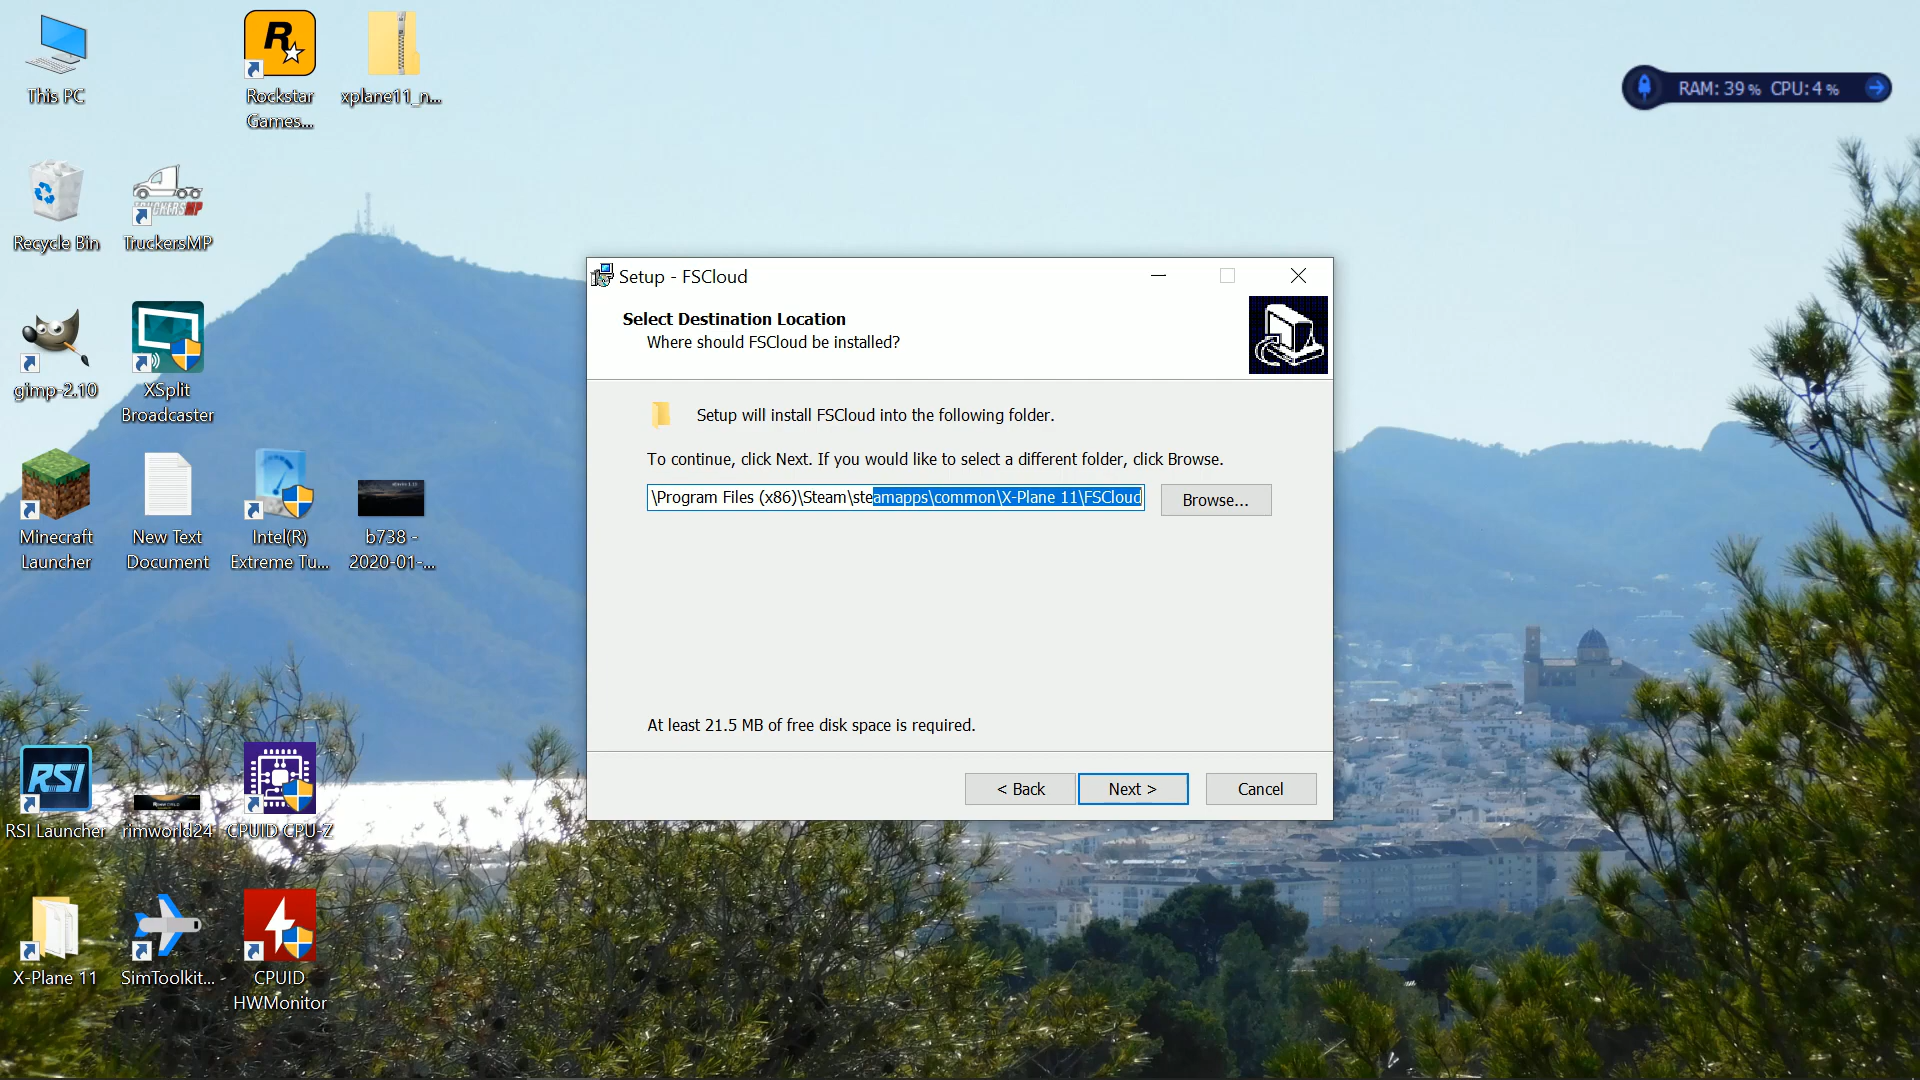 This PC
R
Rockstar
Games...
xplane11_n...
RAM: 39 % CPU: 4 %
Recycle Bin
TruckersMP
gimp-2.10
XSplit
Broadcaster
Minecraft
Launcher
New Text
Document
Intel(R)
Extreme Tu...
b738 -
2020-01-...
RSI
RSI Launcher
rimworld24
CPUID CPU-Z
X-Plane 11
SimToolkit...
CPUID
HWMonitor
Setup - FSCloud
Select Destination Location
Where should FSCloud be installed?
Setup will install FSCloud into the following folder.
To continue, click Next. If you would like to select a different folder, click Browse.
\Program Files (x86)\Steam\steamapps\common\X-Plane 11\FSCloud
Browse...
At least 21.5 MB of free disk space is required.
< Back
Next >
Cancel